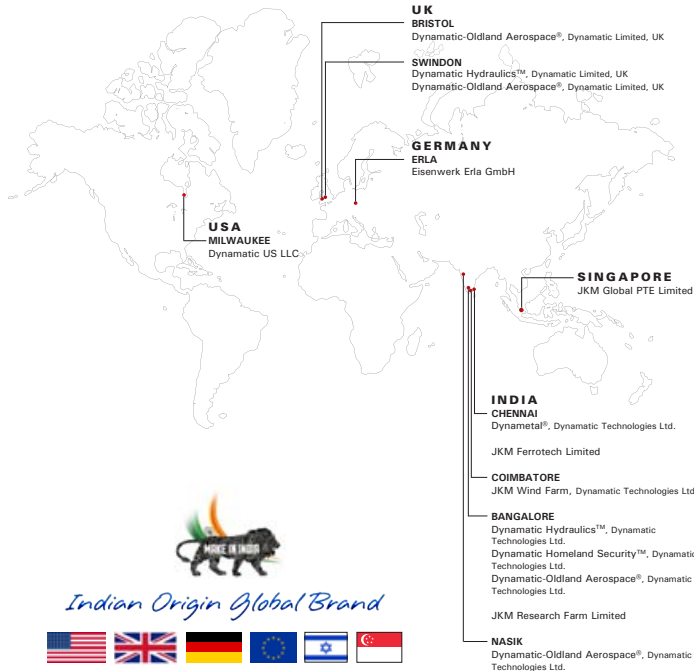 UK
BRISTOL
Dynamatic-Oldland Aerospace®, Dynamatic Limited, UK
SWINDON
Dynamatic Hydraulics™, Dynamatic Limited, UK
Dynamatic-Oldland Aerospace®, Dynamatic Limited, UK
GERMANY
ERLA
Eisenwerk Erla GmbH
USA
MILWAUKEE
Dynamatic US LLC
SINGAPORE
JKM Global PTE Limited
INDIA
CHENNAI
Dynametal®, Dynamatic Technologies Ltd.
JKM Ferrotech Limited
COIMBATORE
JKM Wind Farm, Dynamatic Technologies Ltd
BANGALORE
Dynamatic Hydraulics™, Dynamatic
Technologies Ltd.
Dynamatic Homeland Security™, Dynamatic
Technologies Ltd.
Dynamatic-Oldland Aerospace®, Dynamatic
Technologies Ltd.
JKM Research Farm Limited
NASIK
Dynamatic-Oldland Aerospace®, Dynamatic
Technologies Ltd.
MAKE IN INDIA
Indian Origin Global Brand